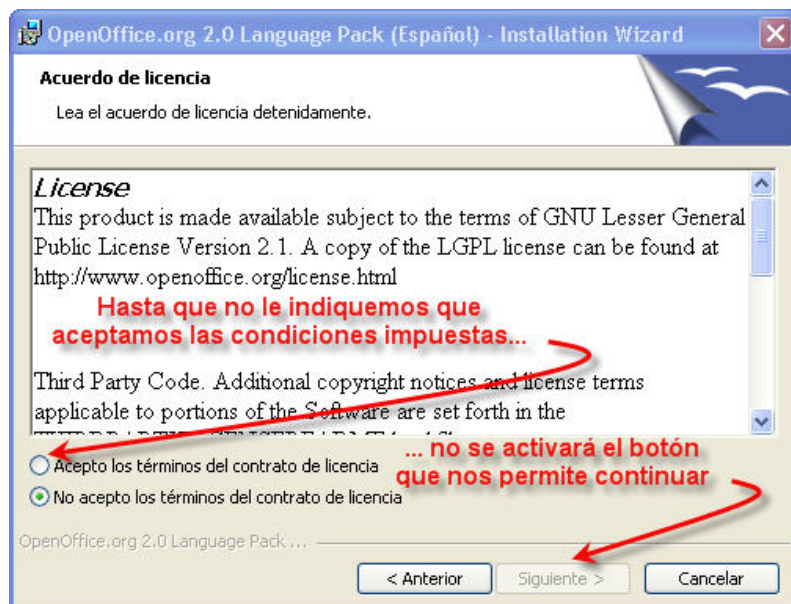 OpenOffice.org 2.0 Language Pack (Español) - Installation Wizard
Acuerdo de licencia
Lea el acuerdo de licencia detenidamente.
License
This product is made available subject to the terms of GNU Lesser General
Public License Version 2.1. A copy of the LGPL license can be found at
http://www.openoffice.org/license.html
Hasta que no le indiquemos que
aceptamos las condiciones impuestas...
Third Party Code. Additional copyright notices and license terms
applicable to portions of the Software are set forth in the
... no se activará el botón
que nos permite continuar
Acepto los términos del contrato de licencia
No acepto los términos del contrato de licencia
OpenOffice.org 2.0 Language Pack ...
< Anterior
Siguiente >
Cancelar